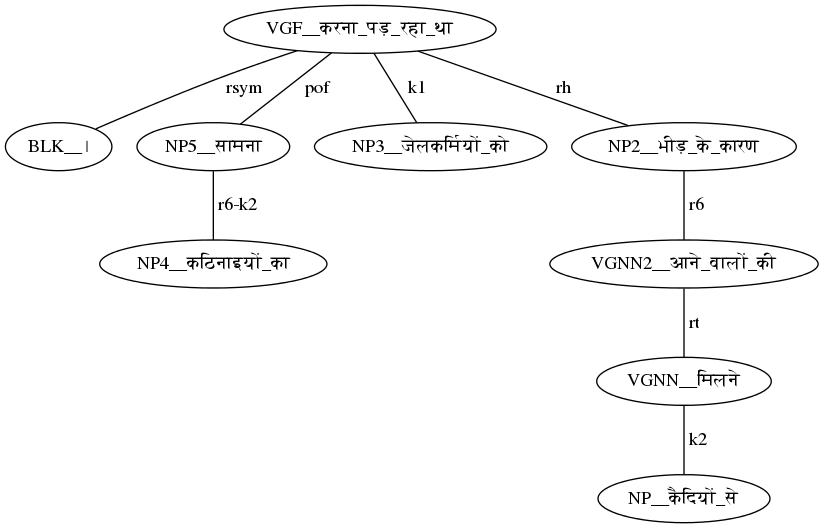 VGF__करना_पड़_रहा_था
rsym pof k1 rh
BLK__। NP5__सामना NP3__जेलकर्मियों_को NP2__भीड़_के_कारण
r6-k2 r6
NP4__कठिनाइयों_का VGNN2__आने_वालों_की
rt
VGNN__मिलने
k2
NP__कैदियों_से